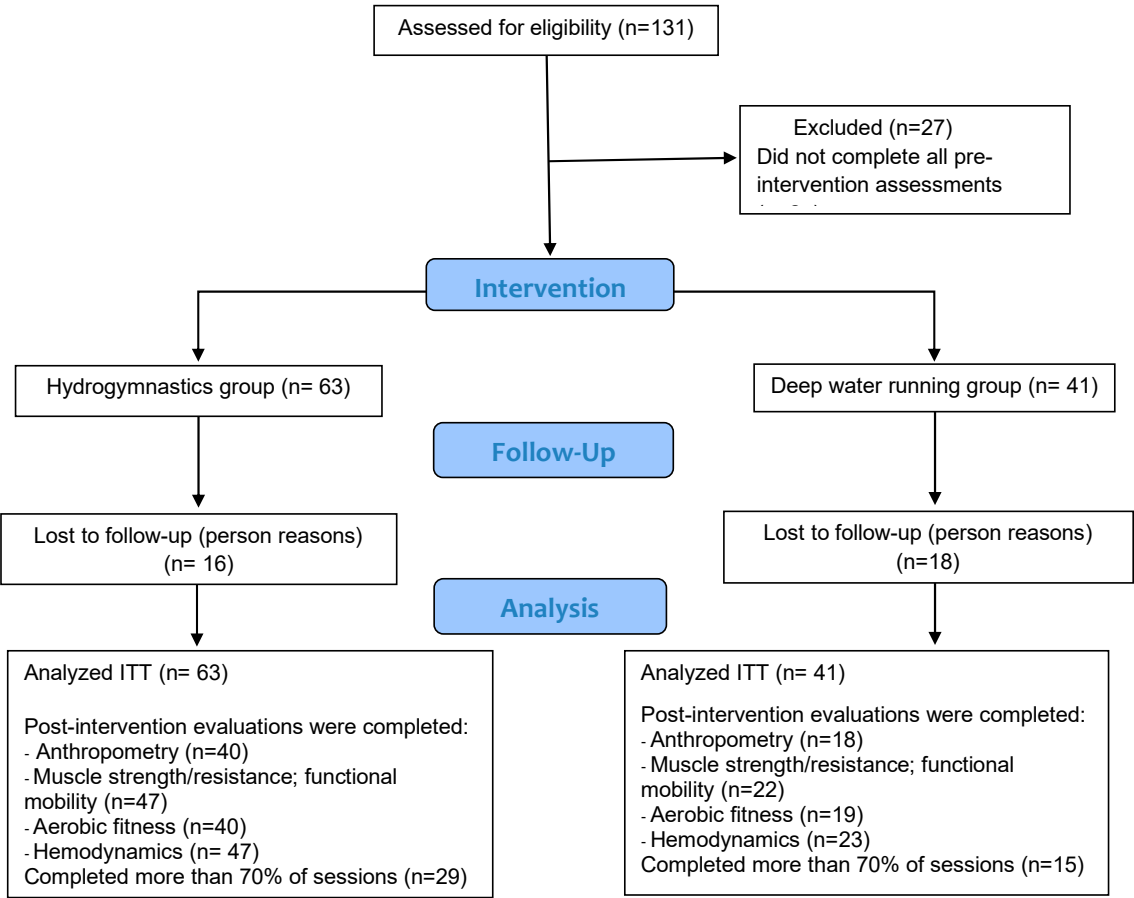 Assessed for eligibility (n=131)
Excluded (n=27)
Did not complete all pre-
intervention assessments
Intervention
Hydrogymnastics group (n= 63)
Deep water running group (n= 41)
Follow-Up
Lost to follow-up (person reasons)
(n= 16)
Lost to follow-up (person reasons)
(n=18)
Analysis
Analyzed ITT (n= 63)
Post-intervention evaluations were completed:
- Anthropometry (n=40)
- Muscle strength/resistance; functional
mobility (n=47)
- Aerobic fitness (n=40)
- Hemodynamics (n= 47)
Completed more than 70% of sessions (n=29)
Analyzed ITT (n= 41)
Post-intervention evaluations were completed:
- Anthropometry (n=18)
- Muscle strength/resistance; functional
mobility (n=22)
- Aerobic fitness (n=19)
- Hemodynamics (n=23)
Completed more than 70% of sessions (n=15)